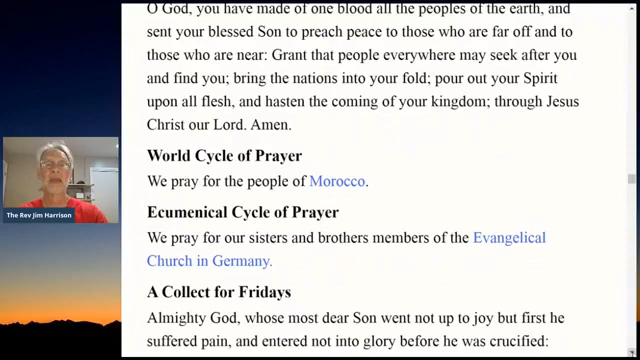 O God, you have made of one blood all the peoples of the earth, and
sent your blessed Son to preach peace to those who are far off and to
those who are near: Grant that people everywhere may seek after you
and find you; bring the nations into your fold; pour out your Spirit
upon all flesh, and hasten the coming of your kingdom; through Jesus
Christ our Lord. Amen.
World Cycle of Prayer
We pray for the people of Morocco.
Ecumenical Cycle of Prayer
We pray for our sisters and brothers members of the Evangelical
Church in Germany.
A Collect for Fridays
Almighty God, whose most dear Son went not up to joy but first he
suffered pain, and entered not into glory before he was crucified:
The Rev Jim Harrison